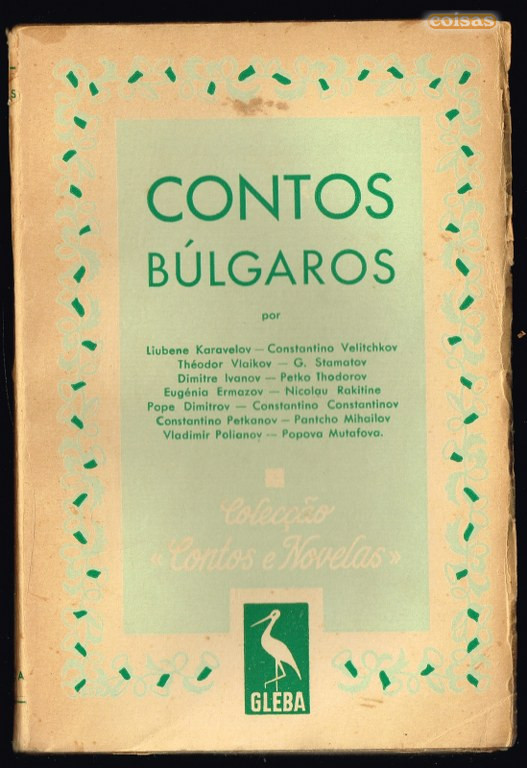 coisas
CONTOS
BÚLGAROS
por
Liubene Karavelov — Constantino Velitchkov
Théodor Vlaikov — G. Stamatov
Dimitre Ivanov — Petko Thodorov
Eugénia Ermazov — Nicolau Rakitine
Pope Dimitrov — Constantino Constantinov
Constantino Petkanov — Pantcho Mihailov
Vladimir Polianov — Popova Mutafova.
Colecção
«Contos e Novelas»
GLEBA